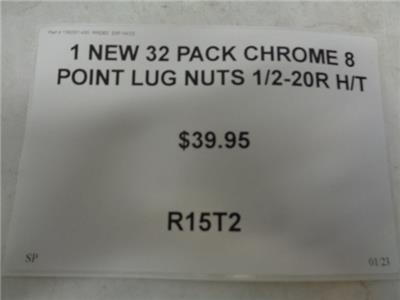 1 NEW 32 PACK CHROME 8
POINT LUG NUTS 1/2-20R H/T
$39.95
R15T2
SP
01/23